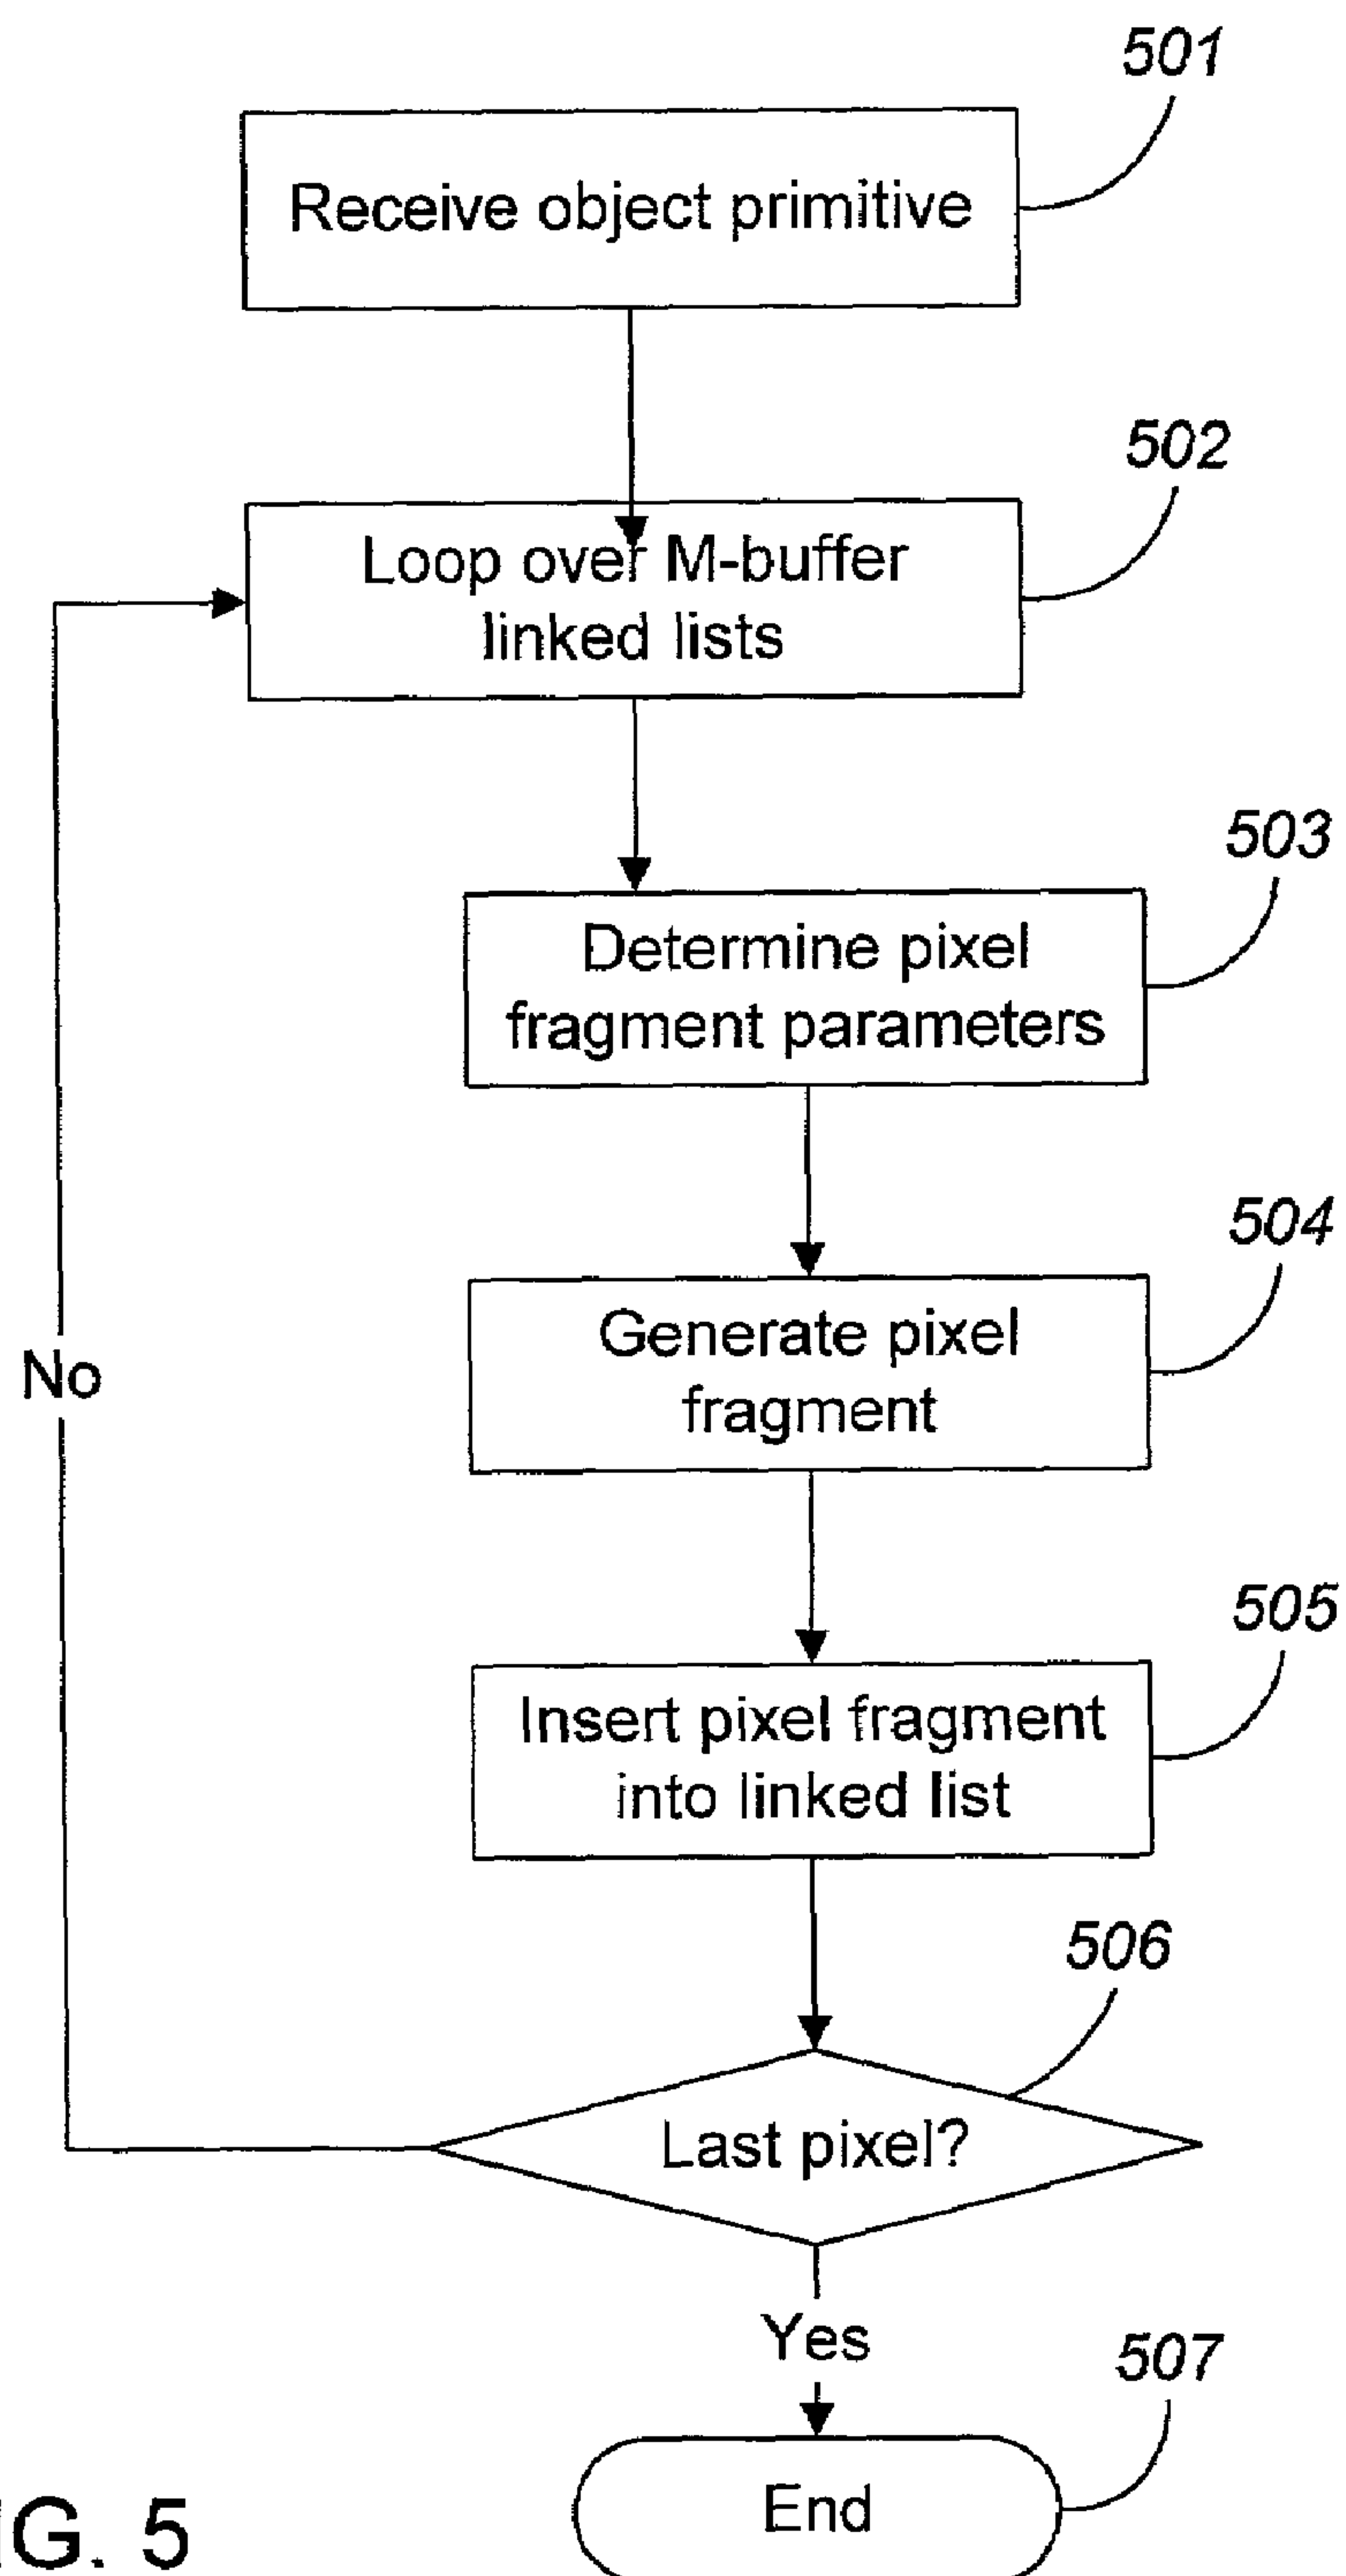 501
Receive object primitive
502
Loop over M-buffer
linked lists
503
Determine pixel
fragment parameters
504
Generate pixel
fragment
No
505
Insert pixel fragment
into linked list
506
Last pixel?
Yes
507
End
G. 5